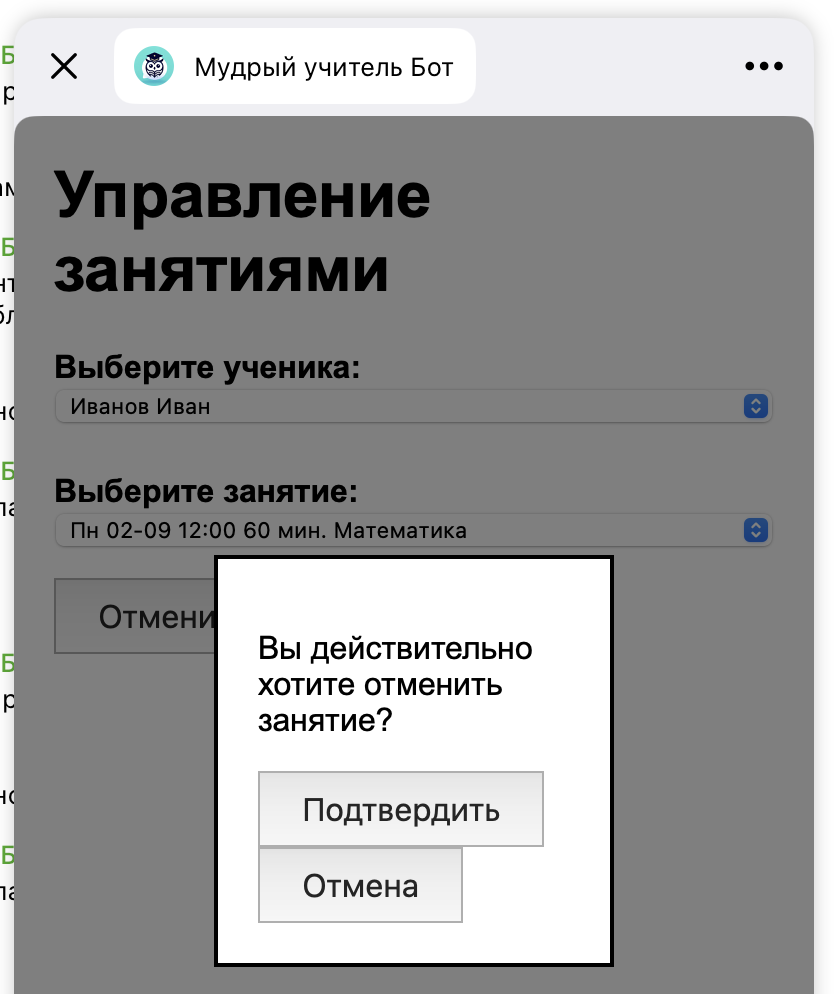 Мудрый учитель Бот
Управление
занятиями
Выберите ученика:
Иванов Иван
Выберите занятие:
Пн 02-09 12:00 60 мин. Математика
Вы действительно
хотите отменить
занятие?
Подтвердить
Отмена